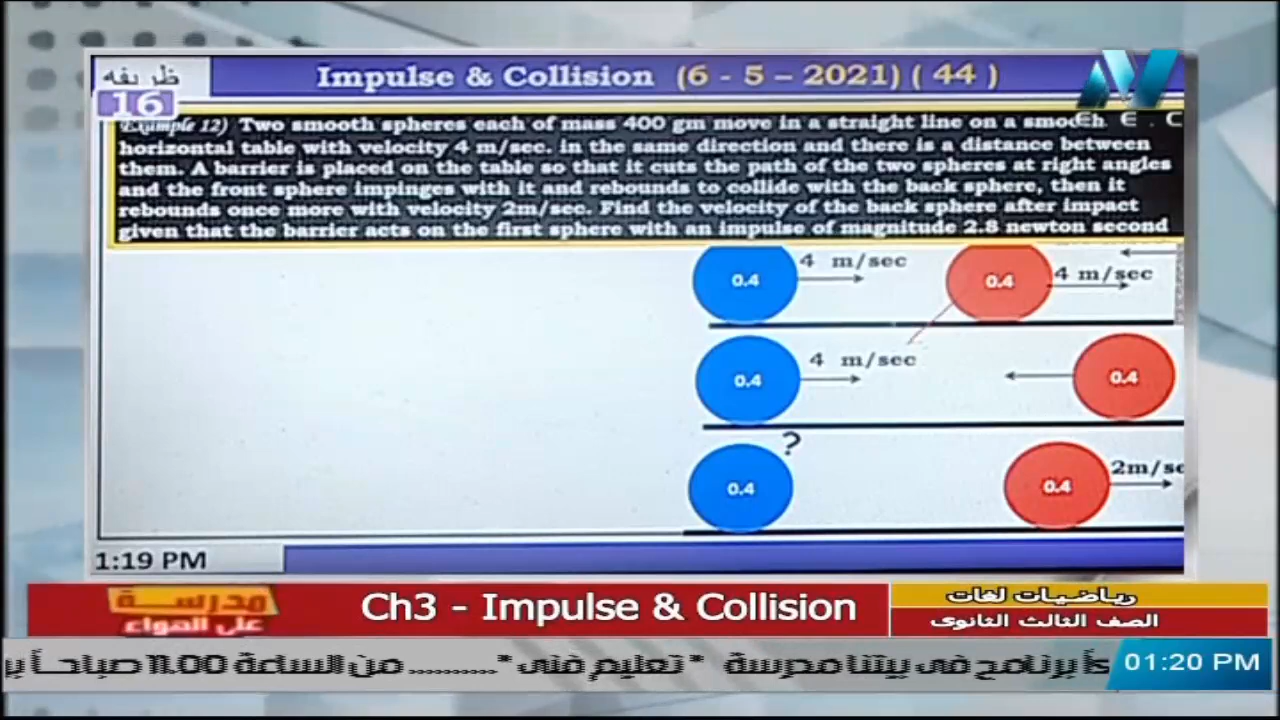 ظريفه
16
Impulse & Collision (6 - 5 – 2021) ( 44 )
E . C
Example 12) Two smooth spheres each of mass 400 gm move in a straight line on a smooth
horizontal table with velocity 4 m/sec. in the same direction and there is a distance between
them. A barrier is placed on the table so that it cuts the path of the two spheres at right angles
and the front sphere impinges with it and rebounds to collide with the back sphere, then it
rebounds once more with velocity 2m/sec. Find the velocity of the back sphere after impact
given that the barrier acts on the first sphere with an impulse of magnitude 2.8 newton second
0.4 4 m/sec 0.4 4 m/sec
0.4 4 m/sec 0.4
?
0.4 0.4 2m/se
1:19 PM
مدرسة
على الهواء
Ch3 - Impulse & Collision
رياضيات لغات
الصف الثالث الثانوى
برنامج فى بيتنا مدرسة " تعليم فنى" .......... من الساعة 11.00 صباحاً
01:20 PM